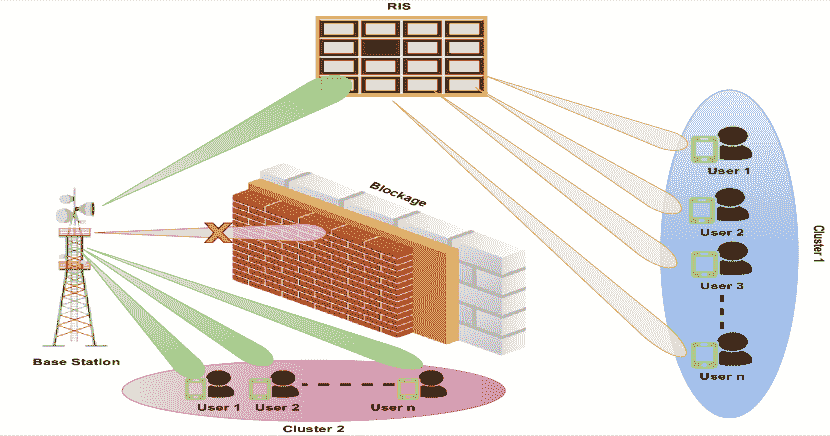 RIS
Blockage
User 1
User 2
User 3
User n
Cluster 1
Base Station
User 1
User 2
User n
Cluster 2